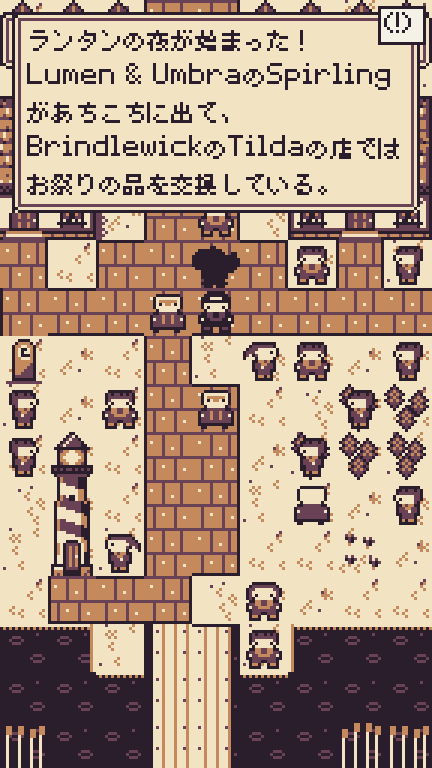 ランタンの夜が始まった！
Lumen & UmbraのSpirling
があちこちに出て、
BrindlewickのTildaの店では
お祭りの品を交換している。